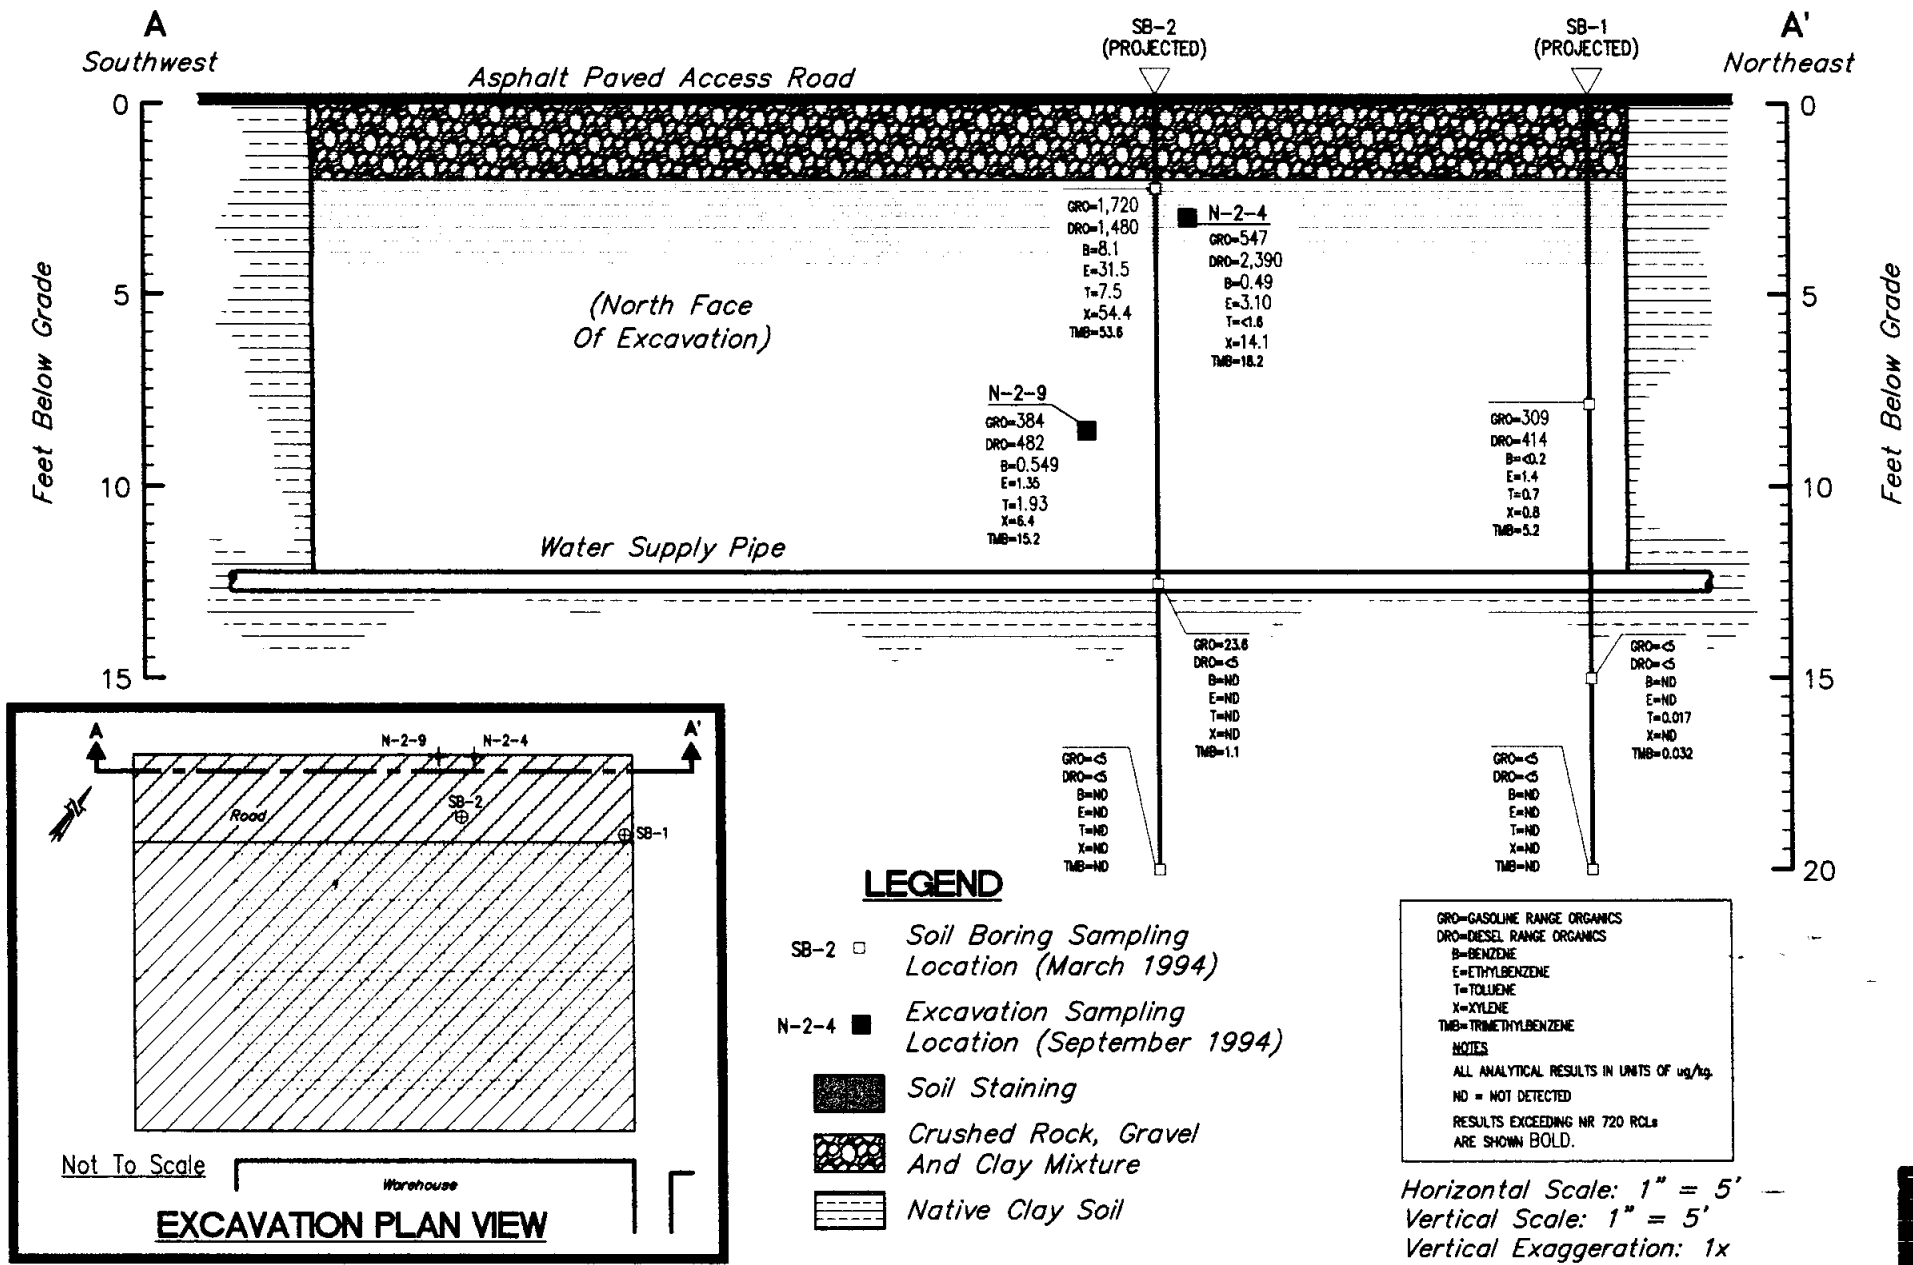 A
Southwest
Asphalt Paved Access Road
SB-2
(PROJECTED)
SB-1
(PROJECTED)
A'
Northeast
0
5
10
15
Feet Below Grade
0
5
10
15
20
Feet Below Grade
(North Face
Of Excavation)
GRO=1,720
DRO=1,480
B=8.1
E=31.5
T=7.5
X=54.4
TMB=53.6
N-2-4
GRO=547
DRO=2,390
B=0.49
E=3.10
T=<1.6
X=14.1
TMB=18.2
N-2-9
GRO=384
DRO=482
B=0.549
E=1.35
T=1.93
X=6.4
TMB=15.2
GRO=309
DRO=414
B=<0.2
E=1.4
T=0.7
X=0.8
TMB=5.2
Water Supply Pipe
GRO=23.6
DRO=<5
B=ND
E=ND
T=ND
X=ND
TMB=1.1
GRO=<5
DRO=<5
B=ND
E=ND
T=0.017
X=ND
TMB=0.032
GRO=<5
DRO=<5
B=ND
E=ND
T=ND
X=ND
TMB=ND
GRO=<5
DRO=<5
B=ND
E=ND
T=ND
X=ND
TMB=ND
A
A'
N-2-9
N-2-4
N
Road
SB-2
SB-1
Not To Scale
Warehouse
EXCAVATION PLAN VIEW
LEGEND
SB-2
Soil Boring Sampling
Location (March 1994)
N-2-4
Excavation Sampling
Location (September 1994)
Soil Staining
Crushed Rock, Gravel
And Clay Mixture
Native Clay Soil
GRO=GASOLINE RANGE ORGANICS
DRO=DIESEL RANGE ORGANICS
B=BENZENE
E=ETHYLBENZENE
T=TOLUENE
X=XYLENE
TMB=TRIMETHYLBENZENE
NOTES
ALL ANALYTICAL RESULTS IN UNITS OF ug/kg.
ND = NOT DETECTED
RESULTS EXCEEDING NR 720 RCLs
ARE SHOWN BOLD.
Horizontal Scale: 1" = 5'
Vertical Scale: 1" = 5'
Vertical Exaggeration: 1x